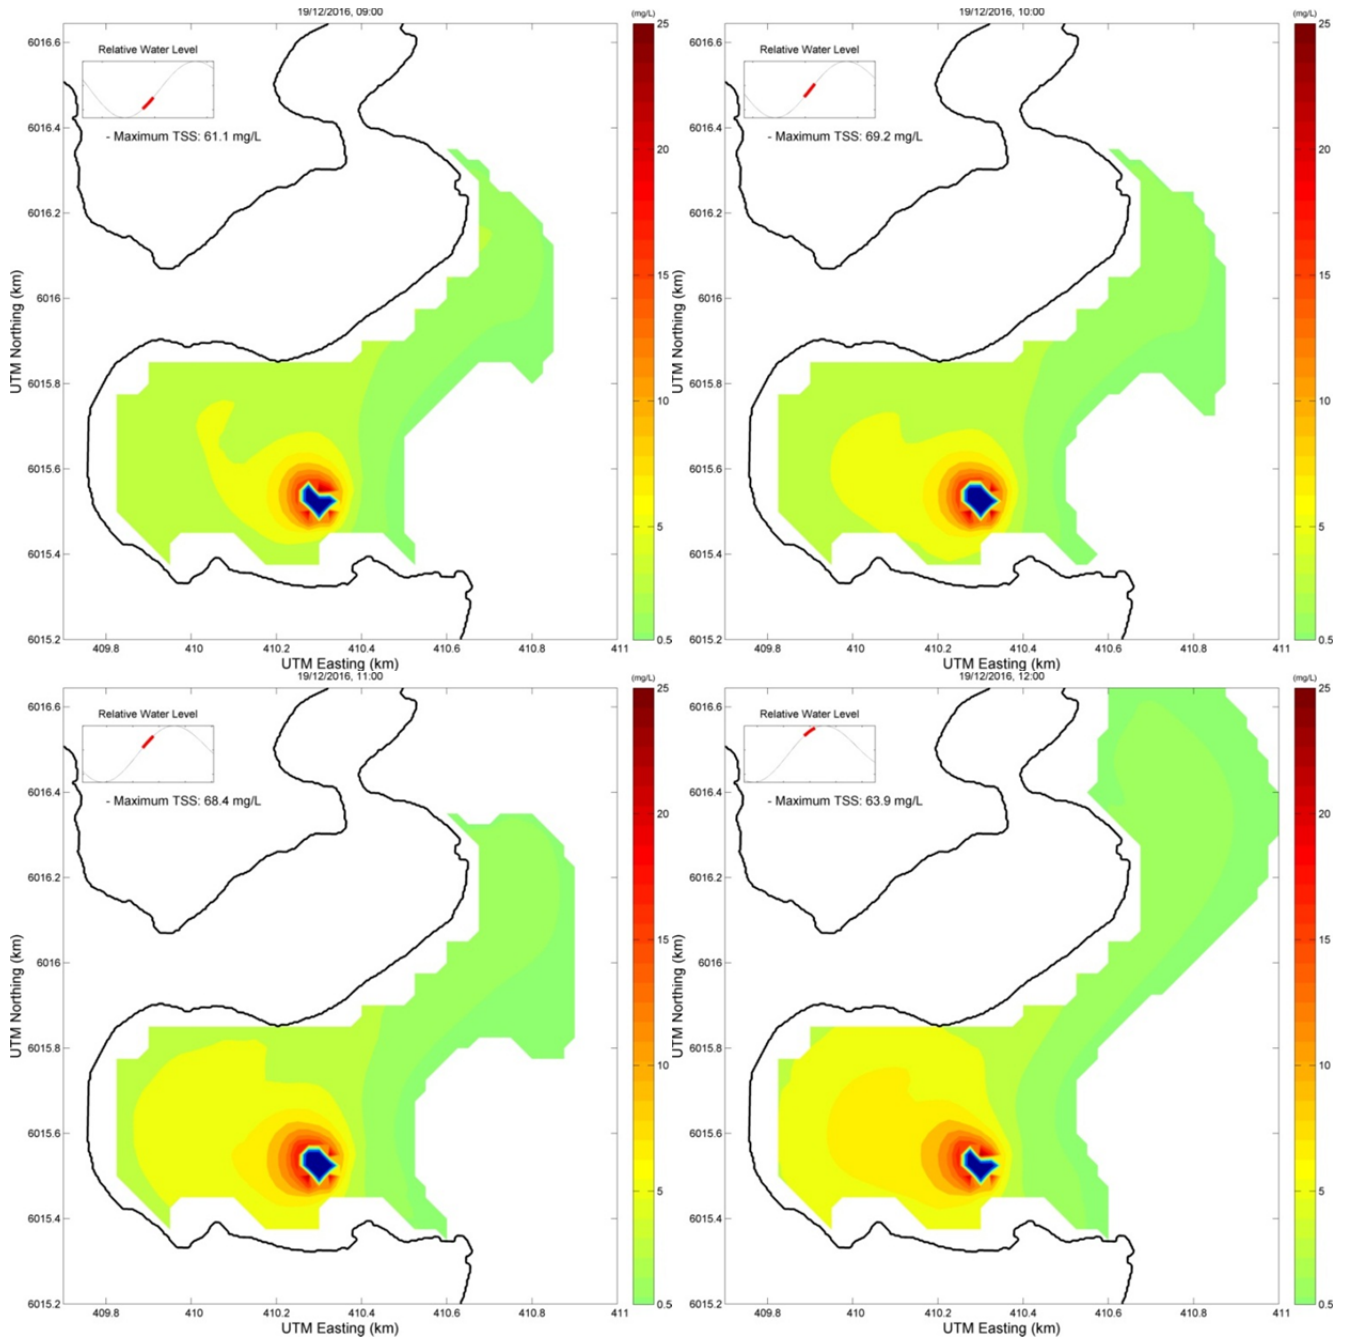 19/12/2016, 09:00
(mg/L)
Relative Water Level
- Maximum TSS: 61.1 mg/L
UTM Northing (km)
6016.6
6016.4
6016.2
6016
6015.8
6015.6
6015.4
6015.2
409.8 410 410.2 410.4 410.6 410.8 411
UTM Easting (km)
25
20
15
10
5
0.5
19/12/2016, 10:00
(mg/L)
Relative Water Level
- Maximum TSS: 69.2 mg/L
UTM Northing (km)
6016.6
6016.4
6016.2
6016
6015.8
6015.6
6015.4
6015.2
409.8 410 410.2 410.4 410.6 410.8 411
UTM Easting (km)
25
20
15
10
5
0.5
19/12/2016, 11:00
(mg/L)
Relative Water Level
- Maximum TSS: 68.4 mg/L
UTM Northing (km)
6016.6
6016.4
6016.2
6016
6015.8
6015.6
6015.4
6015.2
409.8 410 410.2 410.4 410.6 410.8 411
UTM Easting (km)
25
20
15
10
5
0.5
19/12/2016, 12:00
(mg/L)
Relative Water Level
- Maximum TSS: 63.9 mg/L
UTM Northing (km)
6016.6
6016.4
6016.2
6016
6015.8
6015.6
6015.4
6015.2
409.8 410 410.2 410.4 410.6 410.8 411
UTM Easting (km)
25
20
15
10
5
0.5